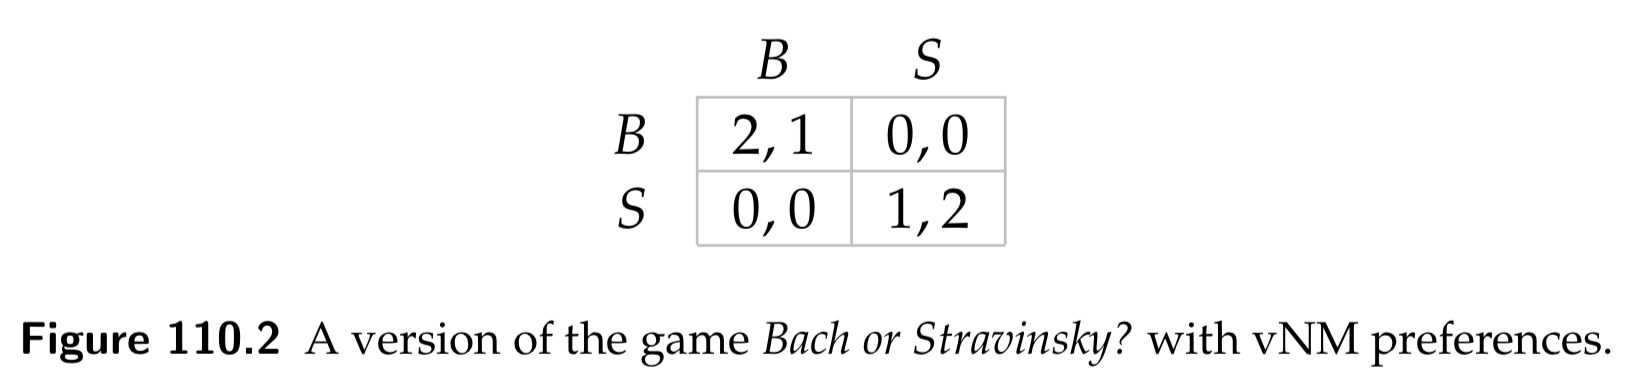 B S
B 2, 1 0, 0
S 0, 0 1, 2
Figure 110.2 A version of the game Bach or Stravinsky? with vNM preferences.